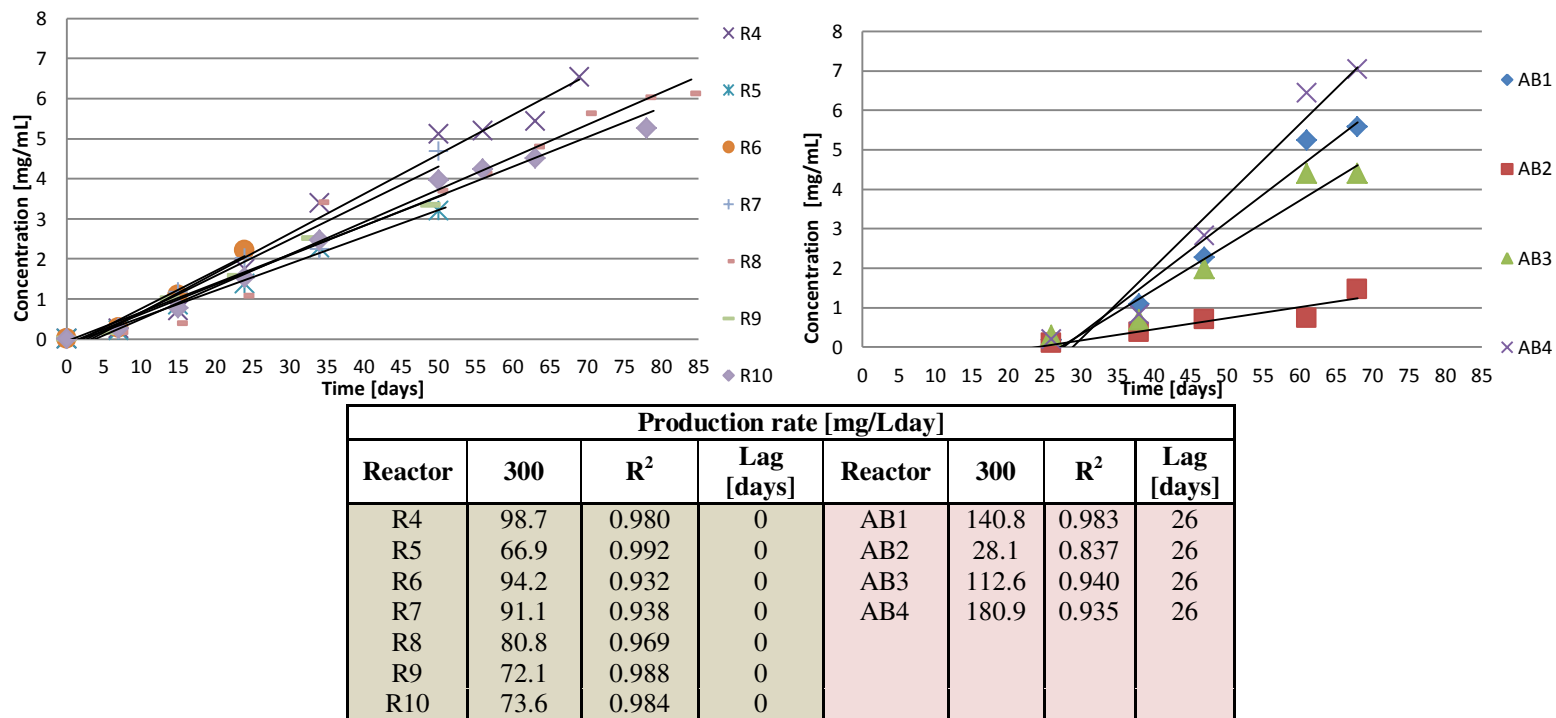 8
7
6
5
4
3
2
1
0
Concentration [mg/mL]
0 5 10 15 20 25 30 35 40 45 50 55 60 65 70 75 80 85
Time [days]
R4
R5
R6
R7
R8
R9
R10
8
7
6
5
4
3
2
1
0
Concentration [mg/mL]
0 5 10 15 20 25 30 35 40 45 50 55 60 65 70 75 80 85
Time [days]
AB1
AB2
AB3
AB4
Production rate [mg/Lday]
Reactor 300 R² Lag [days] Reactor 300 R² Lag [days]
R4 98.7 0.980 0 AB1 140.8 0.983 26
R5 66.9 0.992 0 AB2 28.1 0.837 26
R6 94.2 0.932 0 AB3 112.6 0.940 26
R7 91.1 0.938 0 AB4 180.9 0.935 26
R8 80.8 0.969 0
R9 72.1 0.988 0
R10 73.6 0.984 0